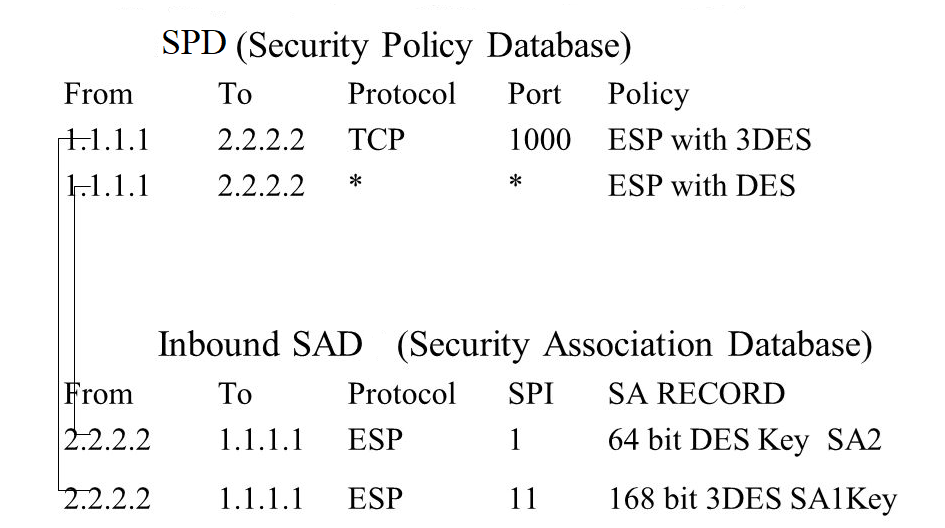 SPD (Security Policy Database)
From To Protocol Port Policy
1.1.1.1 2.2.2.2 TCP 1000 ESP with 3DES
1.1.1.1 2.2.2.2 * * ESP with DES
Inbound SAD (Security Association Database)
From To Protocol SPI SA RECORD
2.2.2.2 1.1.1.1 ESP 1 64 bit DES Key SA2
2.2.2.2 1.1.1.1 ESP 11 168 bit 3DES SA1Key